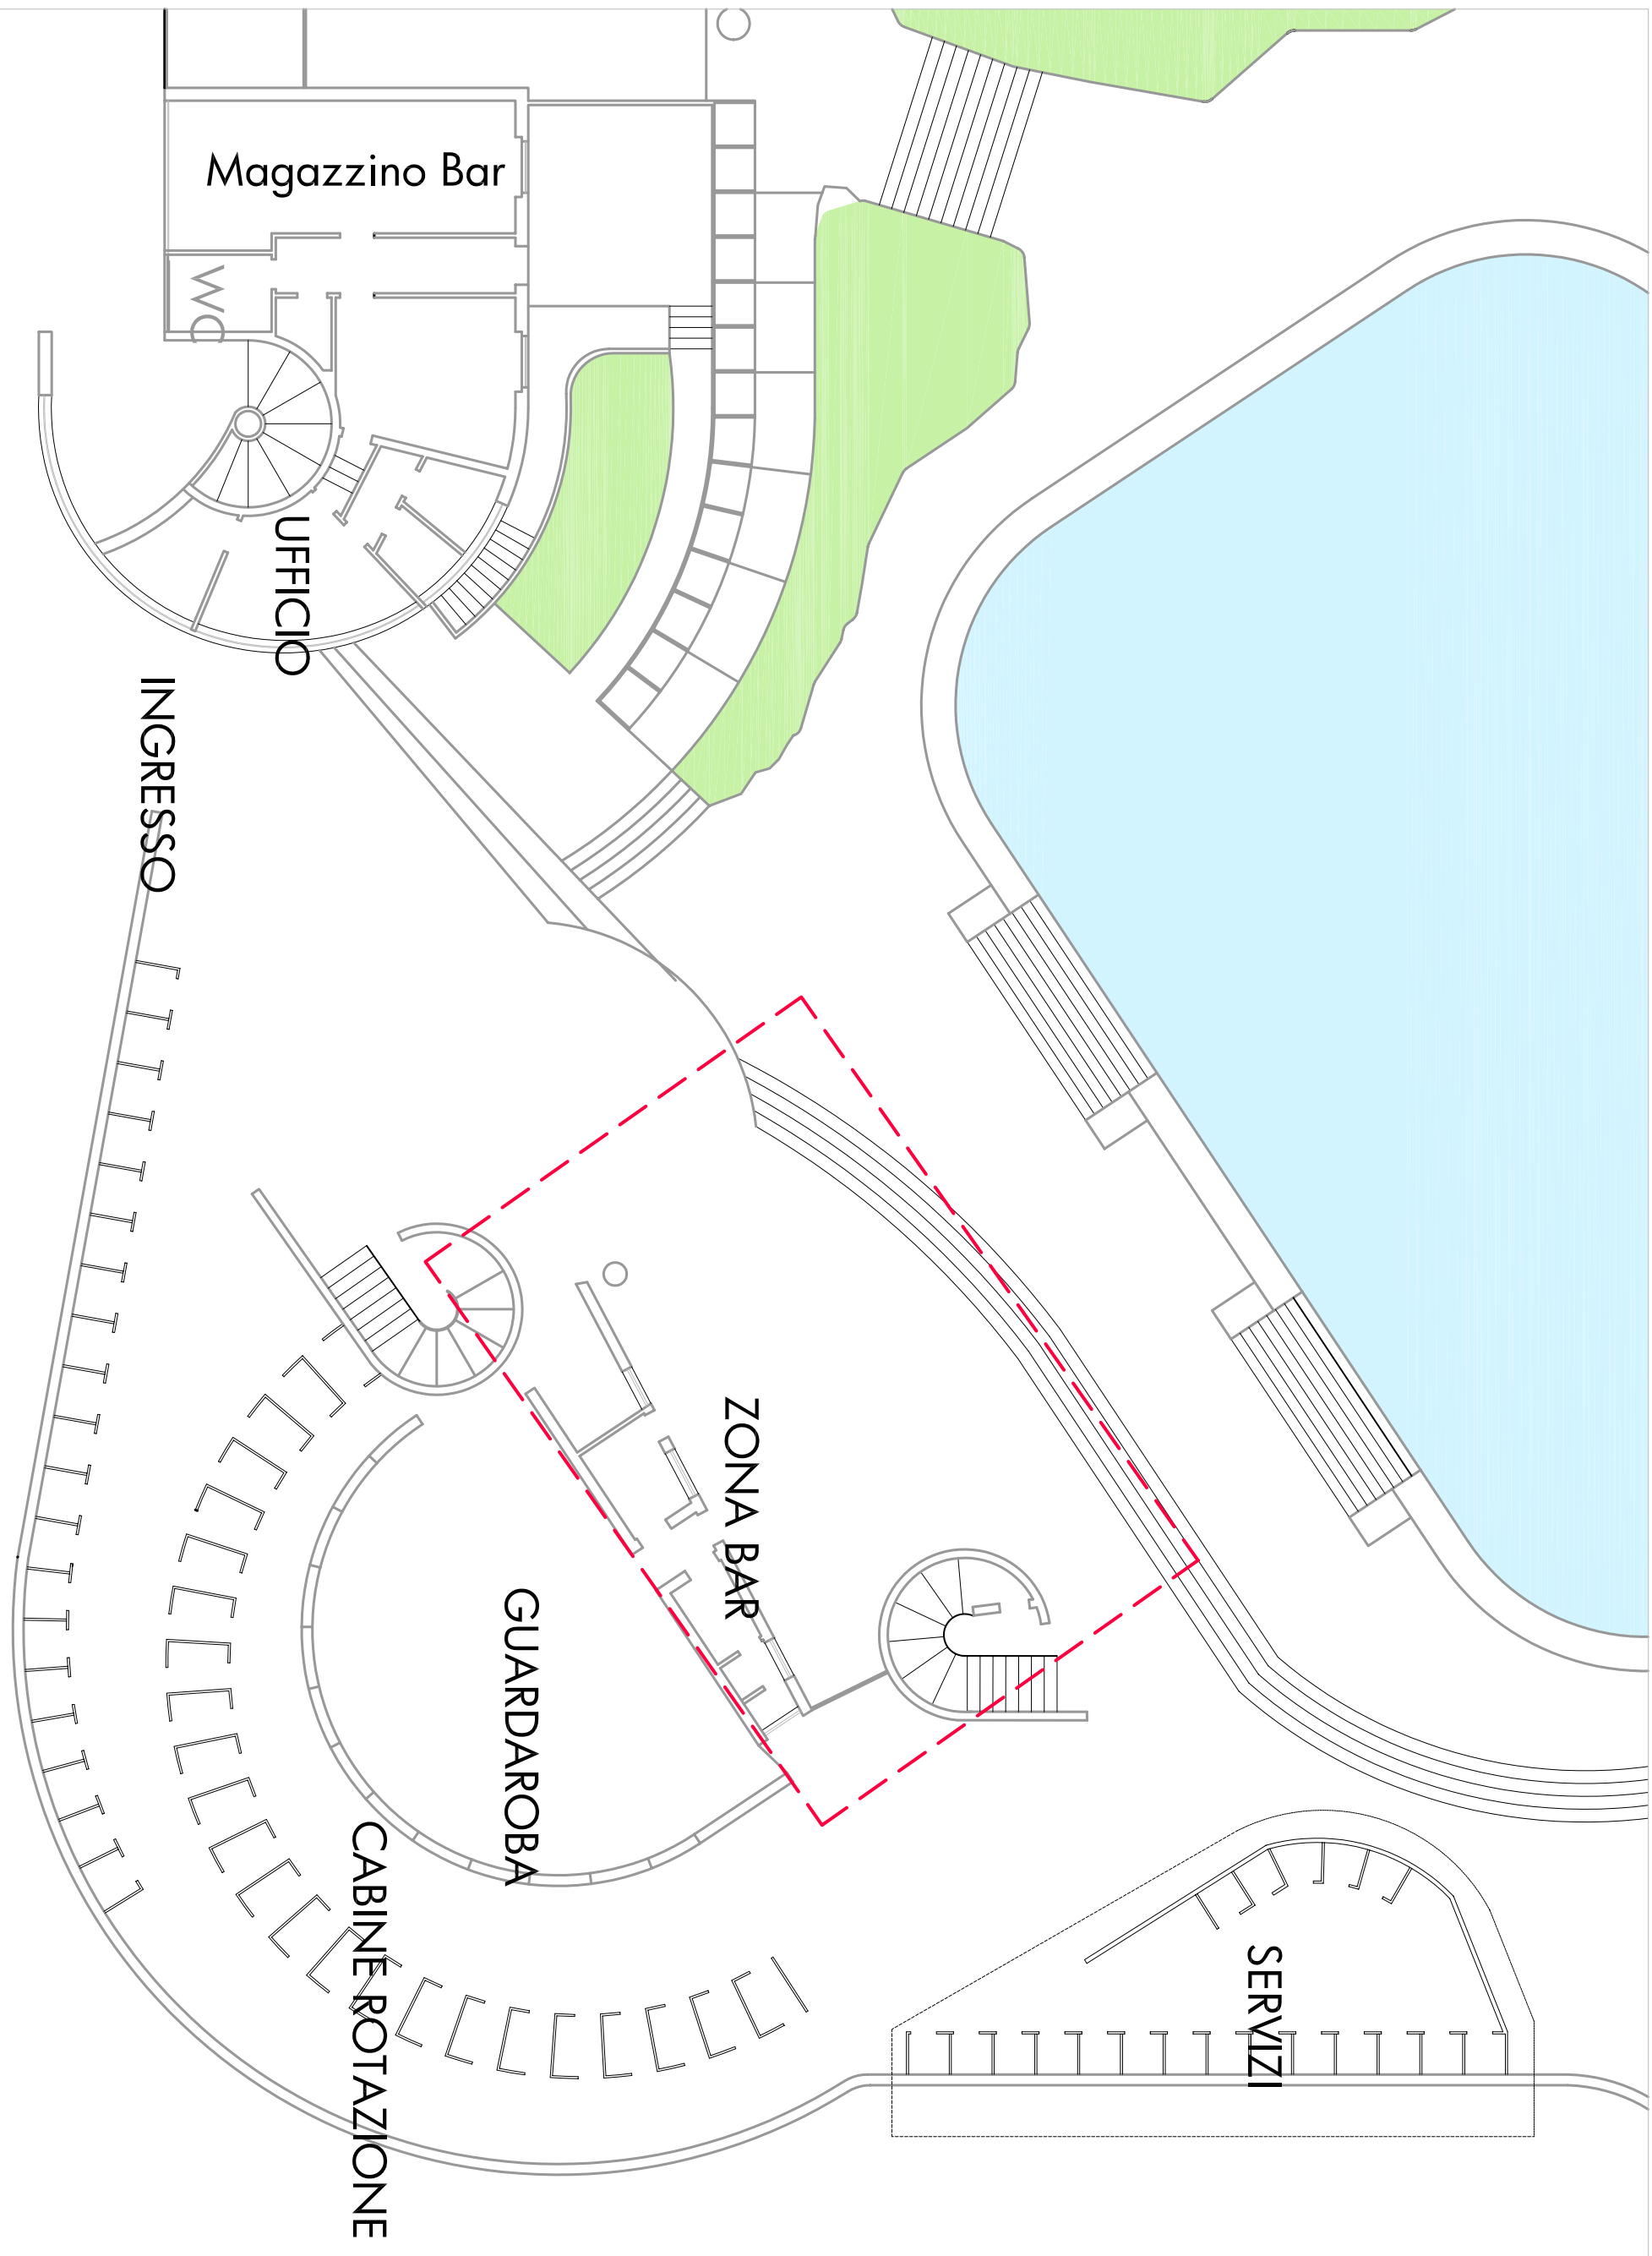 Magazzino Bar
WC
UFFICIO
INGRESSO
ZONA BAR
GUARDAROBA
CABINE ROTAZIONE
SERVIZI